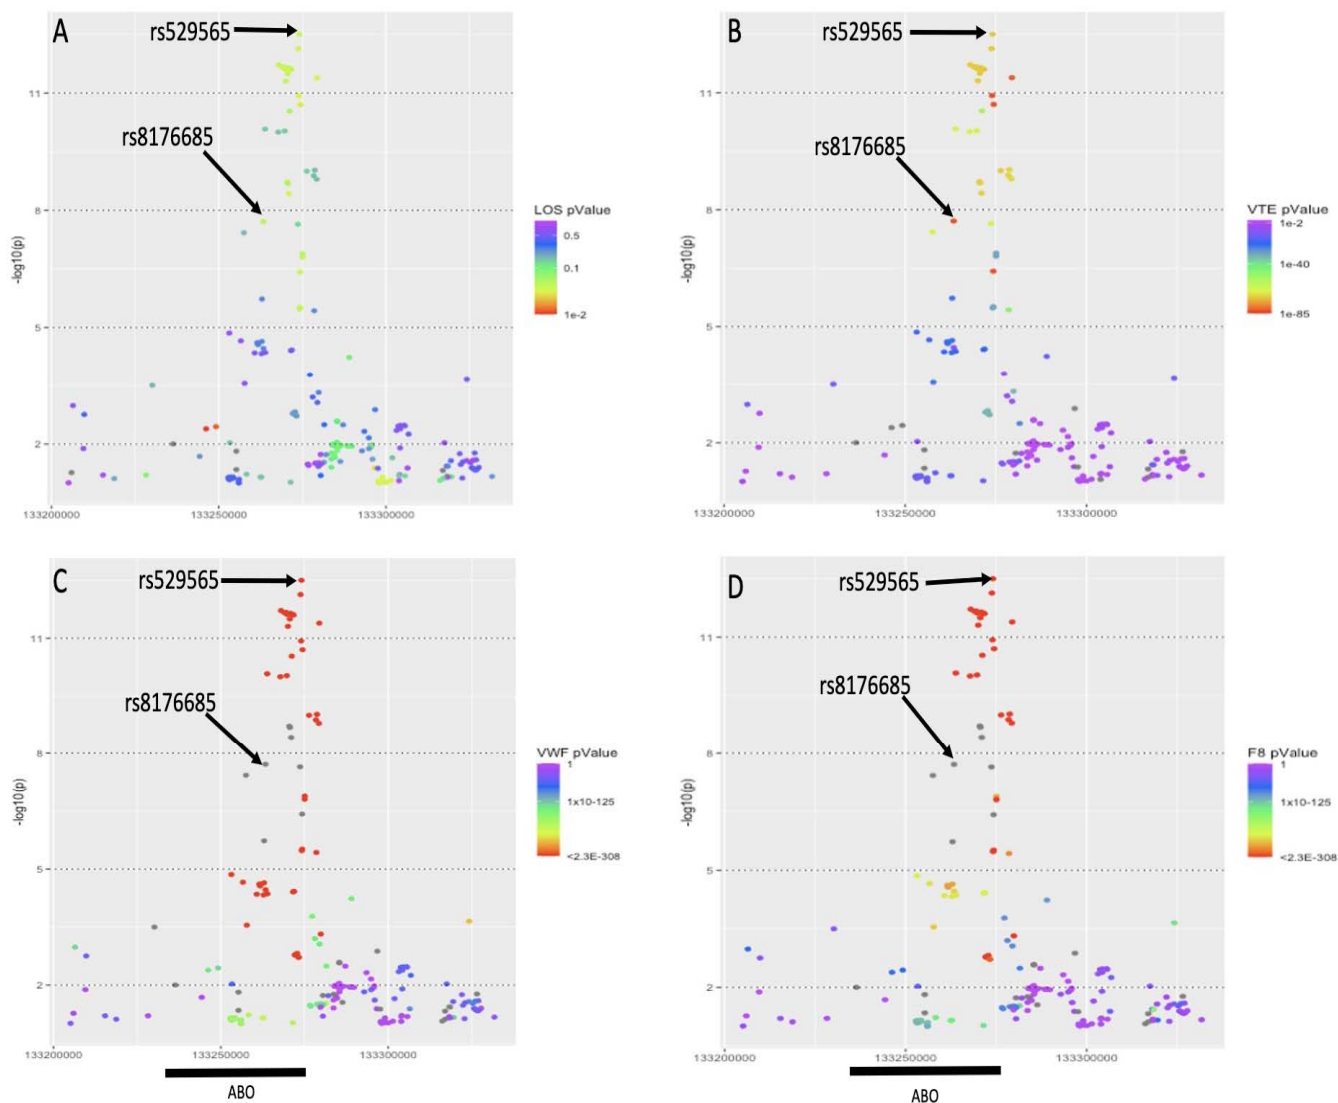 A
rs529565
11
rs8176685
8
5
2
-log10(p)
133200000
133250000
133300000
LOS pValue
0.5
0.1
1e-2
B
rs529565
11
rs8176685
8
5
2
-log10(p)
133200000
133250000
133300000
VTE pValue
1e-2
1e-40
1e-85
C
rs529565
11
rs8176685
8
5
2
-log10(p)
133200000
133250000
133300000
VWF pValue
1
1x10-125
<2.3E-308
ABO
D
rs529565
11
rs8176685
8
5
2
-log10(p)
133200000
133250000
133300000
F8 pValue
1
1x10-125
<2.3E-308
ABO